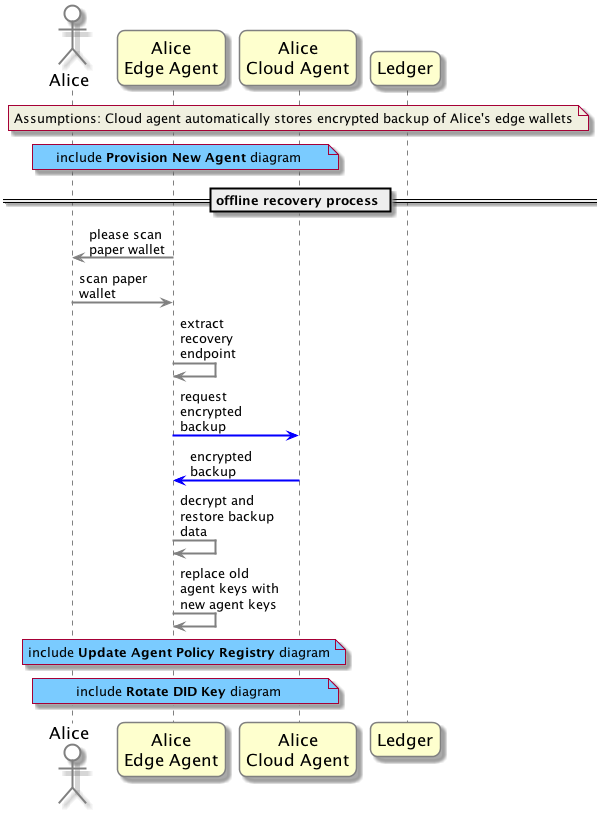 Alice
Alice
Edge Agent
Alice
Cloud Agent
Ledger
Assumptions: Cloud agent automatically stores encrypted backup of Alice's edge wallets
include Provision New Agent diagram
offline recovery process
please scan
paper wallet
scan paper
wallet
extract
recovery
endpoint
request
encrypted
backup
encrypted
backup
decrypt and
restore backup
data
replace old
agent keys with
new agent keys
include Update Agent Policy Registry diagram
include Rotate DID Key diagram
Alice
Alice
Edge Agent
Alice
Cloud Agent
Ledger